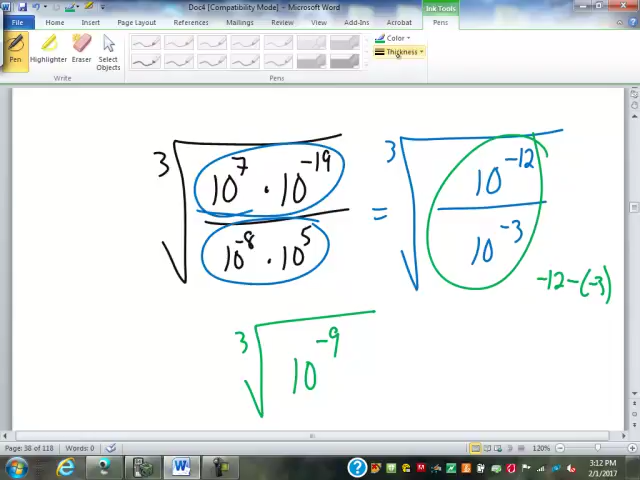 Doc4 [Compatibility Mode] - Microsoft Word
Ink Tools
File Home Insert Page Layout References Mailings Review View Add-Ins Acrobat Pens
Pen Highlighter Eraser Select Objects
Color
Thickness
Write Pens
∛((10^7 · 10^-19)/(10^-8 · 10^5)) = ∛(10^-12/10^-3)
-12-(-3)
∛(10^-9)
Page: 38 of 118 Words: 0 120%
3:12 PM
2/1/2017